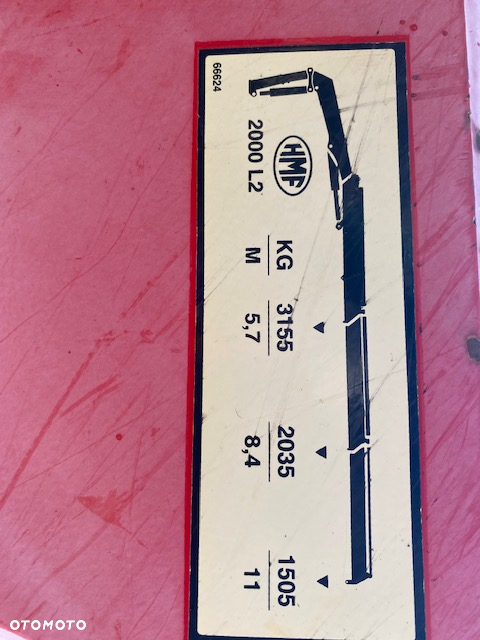 66624
HMF
2000 L2
KG 3155 2035 1505
M 5,7 8,4 11
OTOMOTO